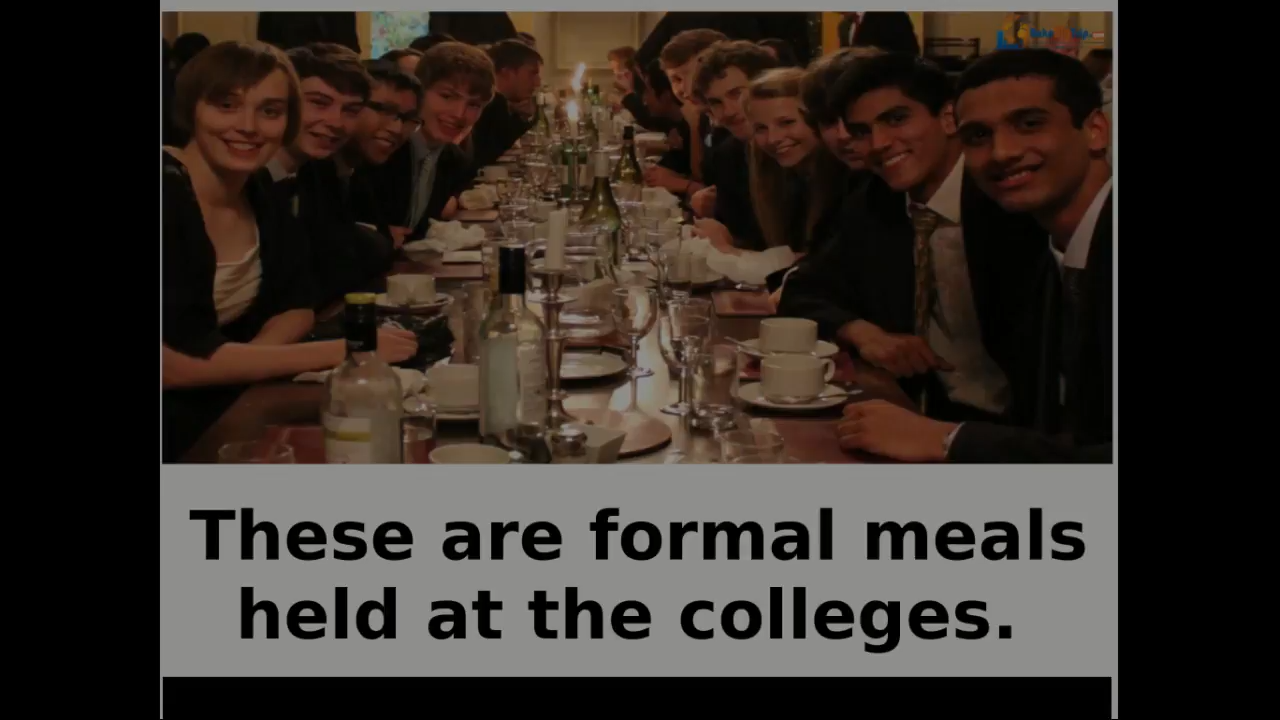 These are formal meals
held at the colleges.